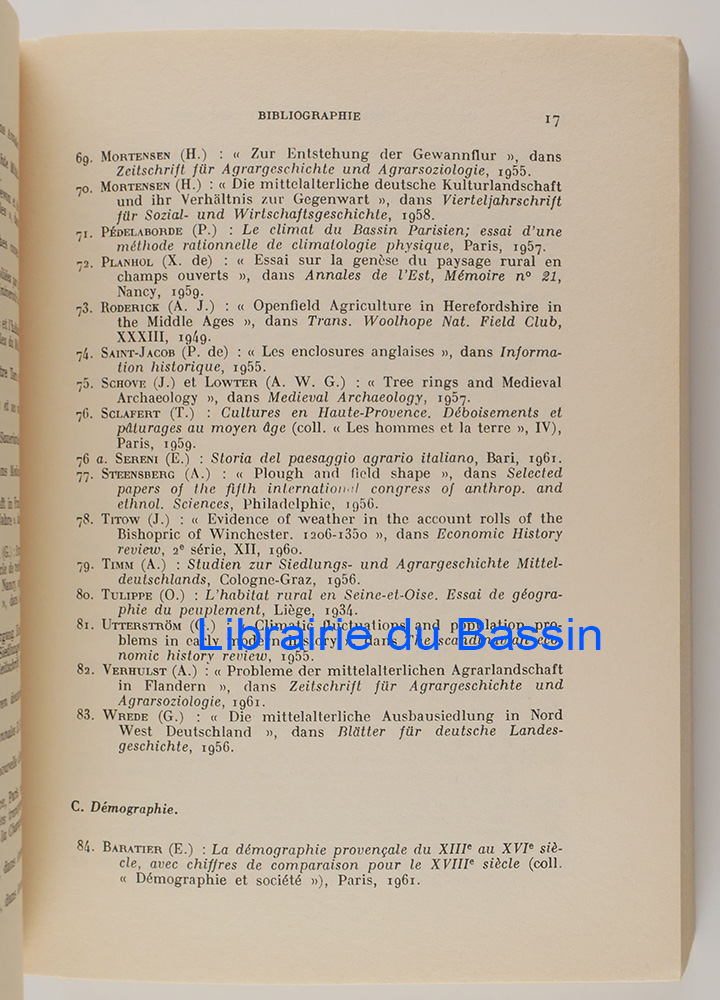 BIBLIOGRAPHIE 17
69. MORTENSEN (H.) : « Zur Entstehung der Gewannflur », dans
Zeitschrift für Agrargeschichte und Agrarsoziologie, 1955.
70. MORTENSEN (H.) : « Die mittelalterliche deutsche Kulturlandschaft
und ihr Verhältnis zur Gegenwart », dans Vierteljahrschrift
für Sozial- und Wirtschaftsgeschichte, 1958.
71. PÉDELABORDE (P.) : Le climat du Bassin Parisien; essai d'une
méthode rationnelle de climatologie physique, Paris, 1957.
72. PLANHOL (X. de) : « Essai sur la genèse du paysage rural en
champs ouverts », dans Annales de l'Est, Mémoire nº 21,
Nancy, 1959.
73. RODERICK (A. J.) : « Openfield Agriculture in Herefordshire in
the Middle Ages », dans Trans. Woolhope Nat. Field Club,
XXXIII, 1949.
74. SAINT-JACOB (P. de) : « Les enclosures anglaises », dans Informa-
tion historique, 1955.
75. SCHOVE (J.) et LOWTER (A. W. G.) : « Tree rings and Medieval
Archaeology », dans Medieval Archaeology, 1957.
76. SCLAFERT (T.) : Cultures en Haute-Provence. Déboisements et
pâturages au moyen âge (coll. « Les hommes et la terre », IV),
Paris, 1959.
76 a. SERENI (E.) : Storia del paesaggio agrario italiano, Bari, 1961.
77. STEENSBERG (A.) : « Plough and field shape », dans Selected
papers of the fifth international congress of anthrop. and
ethnol. Sciences, Philadelphie, 1956.
78. TITOW (J.) : « Evidence of weather in the account rolls of the
Bishopric of Winchester. 1206-1350 », dans Economic History
review, 2e série, XII, 1960.
79. TIMM (A.) : Studien zur Siedlungs- und Agrargeschichte Mittel-
deutschlands, Cologne-Graz, 1956.
80. TULIPPE (O.) : L'habitat rural en Seine-et-Oise. Essai de géogra-
phie du peuplement, Liège, 1934.
81. UTTERSTRÖM (G.) : « Climatic fluctuations and population pro-
blems in early modern history », dans The scandinavian eco-
nomic history review, 1955.
Librairie du Bassin
82. VERHULST (A.) : « Probleme der mittelalterlichen Agrarlandschaft
in Flandern », dans Zeitschrift für Agrargeschichte und
Agrarsoziologie, 1961.
83. WREDE (G.) : « Die mittelalterliche Ausbausiedlung in Nord
West Deutschland », dans Blätter für deutsche Landes-
geschichte, 1956.
C. Démographie.
84. BARATIER (E.) : La démographie provençale du XIIIe au XVIe siè-
cle, avec chiffres de comparaison pour le XVIIIe siècle (coll.
« Démographie et société »), Paris, 1961.